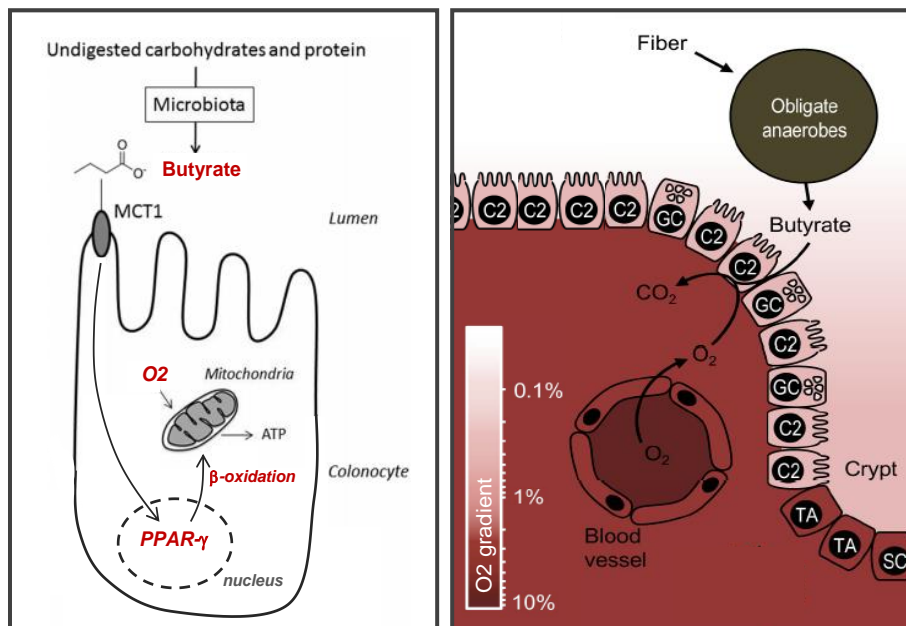 Undigested carbohydrates and protein
Microbiota
Butyrate
O
O-
MCT1
Lumen
O2
Mitochondria
ATP
β-oxidation
Colonocyte
PPAR-γ
nucleus
Fiber
Obligate
anaerobes
Butyrate
2
C2
C2
C2
C2
GC
C2
C2
GC
C2
GC
C2
C2
TA
TA
SC
CO₂
O₂
O₂
Blood
vessel
Crypt
O2 gradient
0.1%
1%
10%